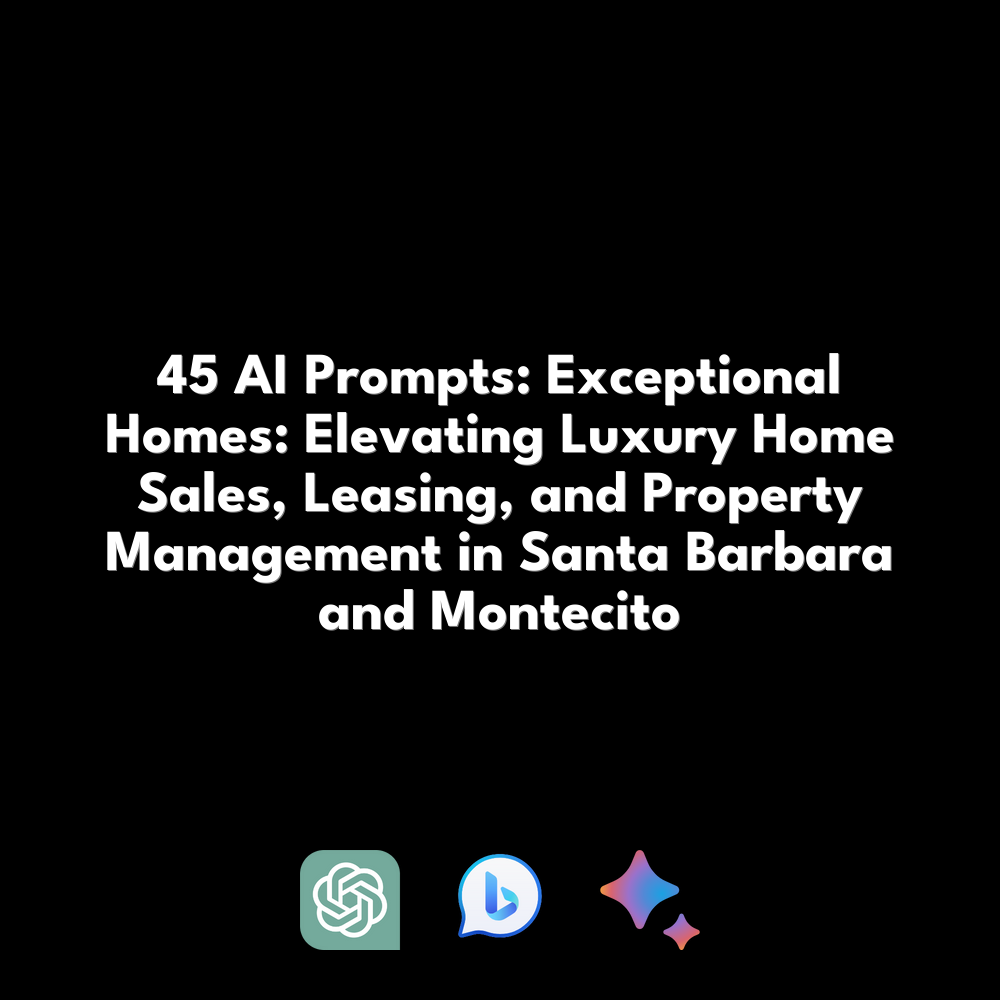 45 AI Prompts: Exceptional
Homes: Elevating Luxury Home
Sales, Leasing, and Property
Management in Santa Barbara
and Montecito